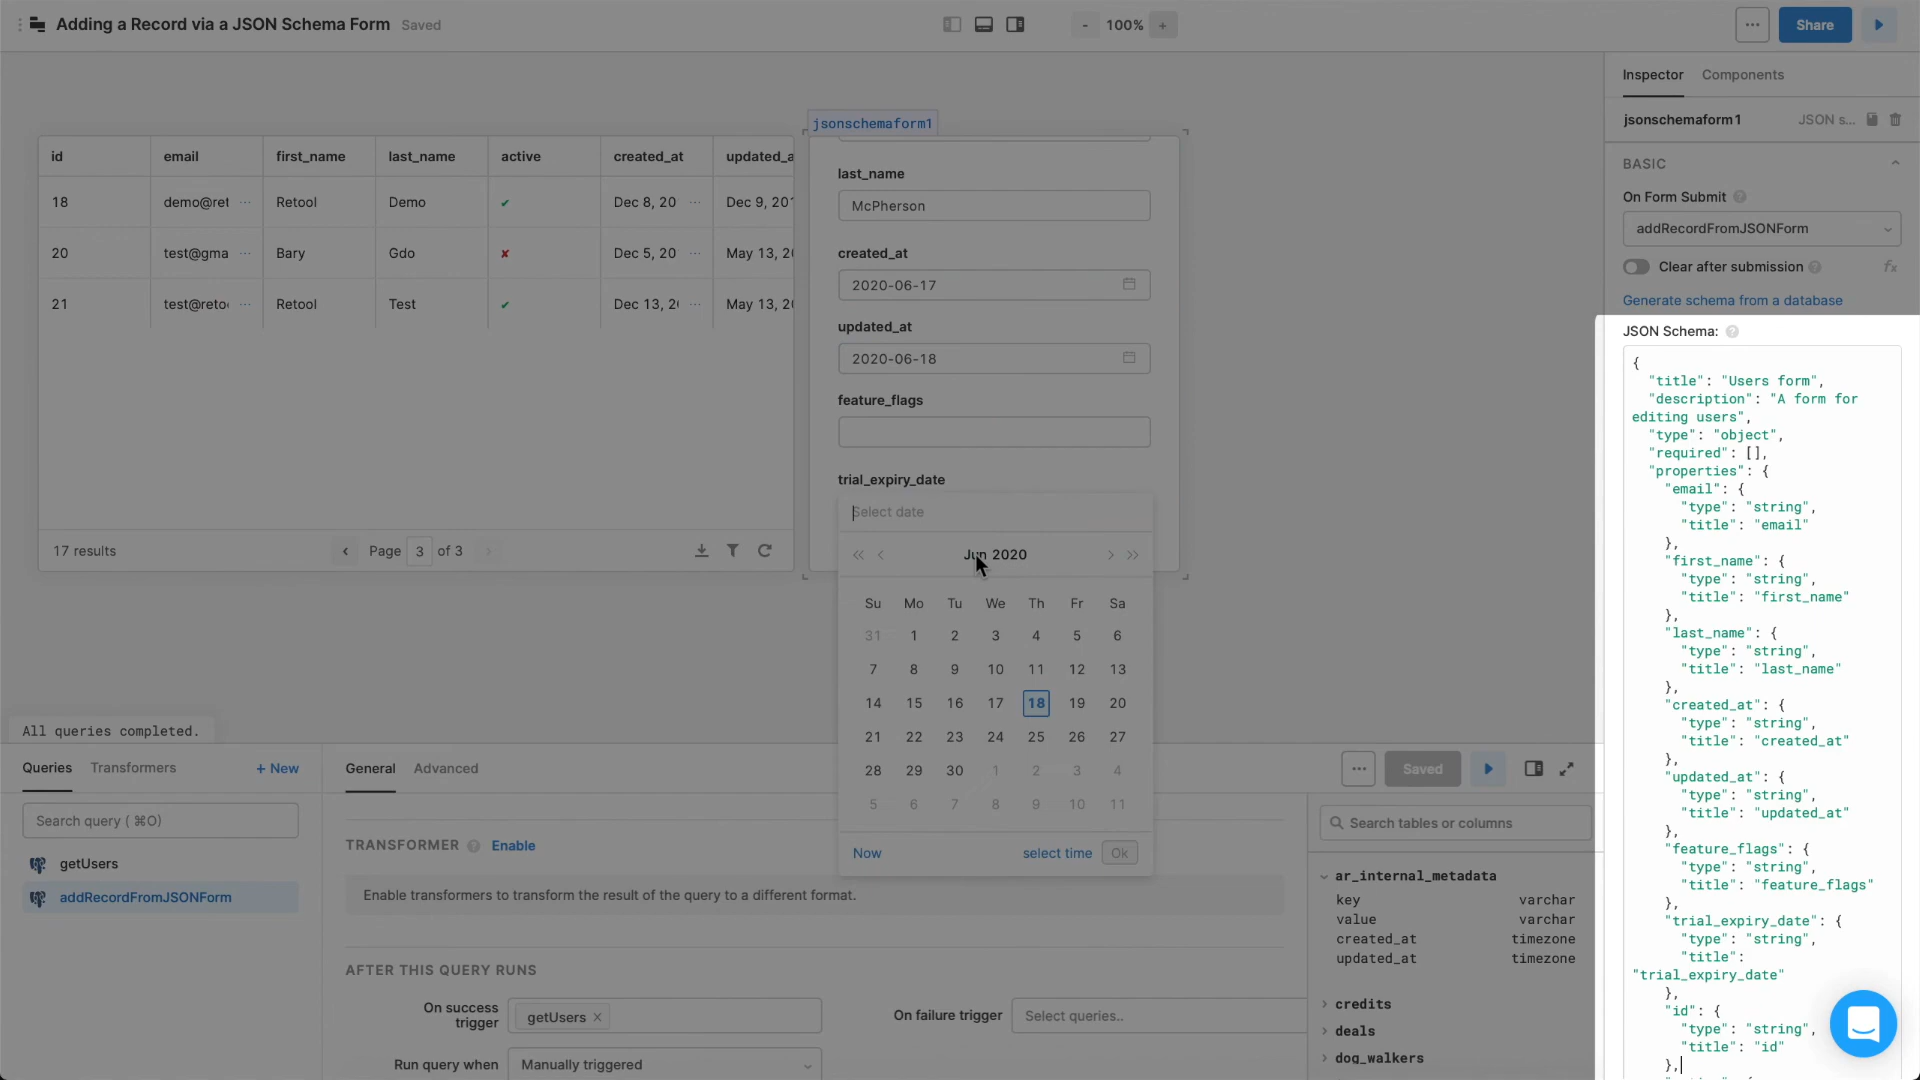 Adding a Record via a JSON Schema Form Saved
- 100% +
··· Share
Inspector Components
jsonschemaform1 JSON s...
BASIC
On Form Submit
addRecordFromJSONForm
Clear after submission fx
Generate schema from a database
JSON Schema:
{
"title": "Users form",
"description": "A form for
editing users",
"type": "object",
"required": [],
"properties": {
"email": {
"type": "string",
"title": "email"
},
"first_name": {
"type": "string",
"title": "first_name"
},
"last_name": {
"type": "string",
"title": "last_name"
},
"created_at": {
"type": "string",
"title": "created_at"
},
"updated_at": {
"type": "string",
"title": "updated_at"
},
"feature_flags": {
"type": "string",
"title": "feature_flags"
},
"trial_expiry_date": {
"type": "string",
"title":
"trial_expiry_date"
},
"id": {
"type": "string",
"title": "id"
},
id email first_name last_name active created_at updated_a
18 demo@ret ··· Retool Demo ✔ Dec 8, 20 ··· Dec 9, 201
20 test@gma ··· Bary Gdo ✘ Dec 5, 20 ··· May 13, 20
21 test@reto ··· Retool Test ✔ Dec 13, 2 ··· May 13, 20
17 results
Page 3 of 3
jsonschemaform1
last_name
McPherson
created_at
2020-06-17
updated_at
2020-06-18
feature_flags
trial_expiry_date
Select date
« ‹ Jun 2020 › »
Su Mo Tu We Th Fr Sa
31 1 2 3 4 5 6
7 8 9 10 11 12 13
14 15 16 17 18 19 20
21 22 23 24 25 26 27
28 29 30 1 2 3 4
5 6 7 8 9 10 11
Now select time Ok
All queries completed.
Queries Transformers + New
Search query ( ⌘O)
getUsers
addRecordFromJSONForm
General Advanced
··· Saved
TRANSFORMER Enable
Enable transformers to transform the result of the query to a different format.
AFTER THIS QUERY RUNS
On success
trigger
getUsers ×
On failure trigger Select queries..
Run query when Manually triggered
Search tables or columns
ar_internal_metadata
key varchar
value varchar
created_at timezone
updated_at timezone
credits
deals
dog_walkers